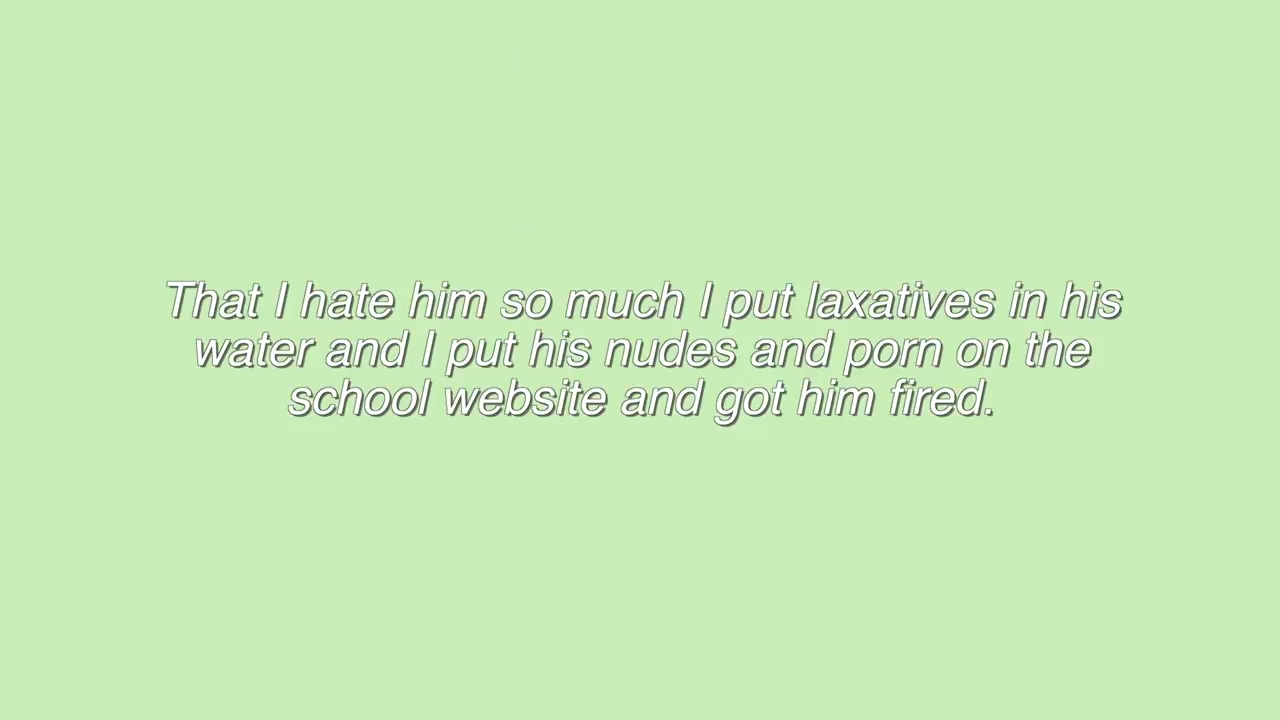 That I hate him so much I put laxatives in his
water and I put his nudes and porn on the
school website and got him fired.